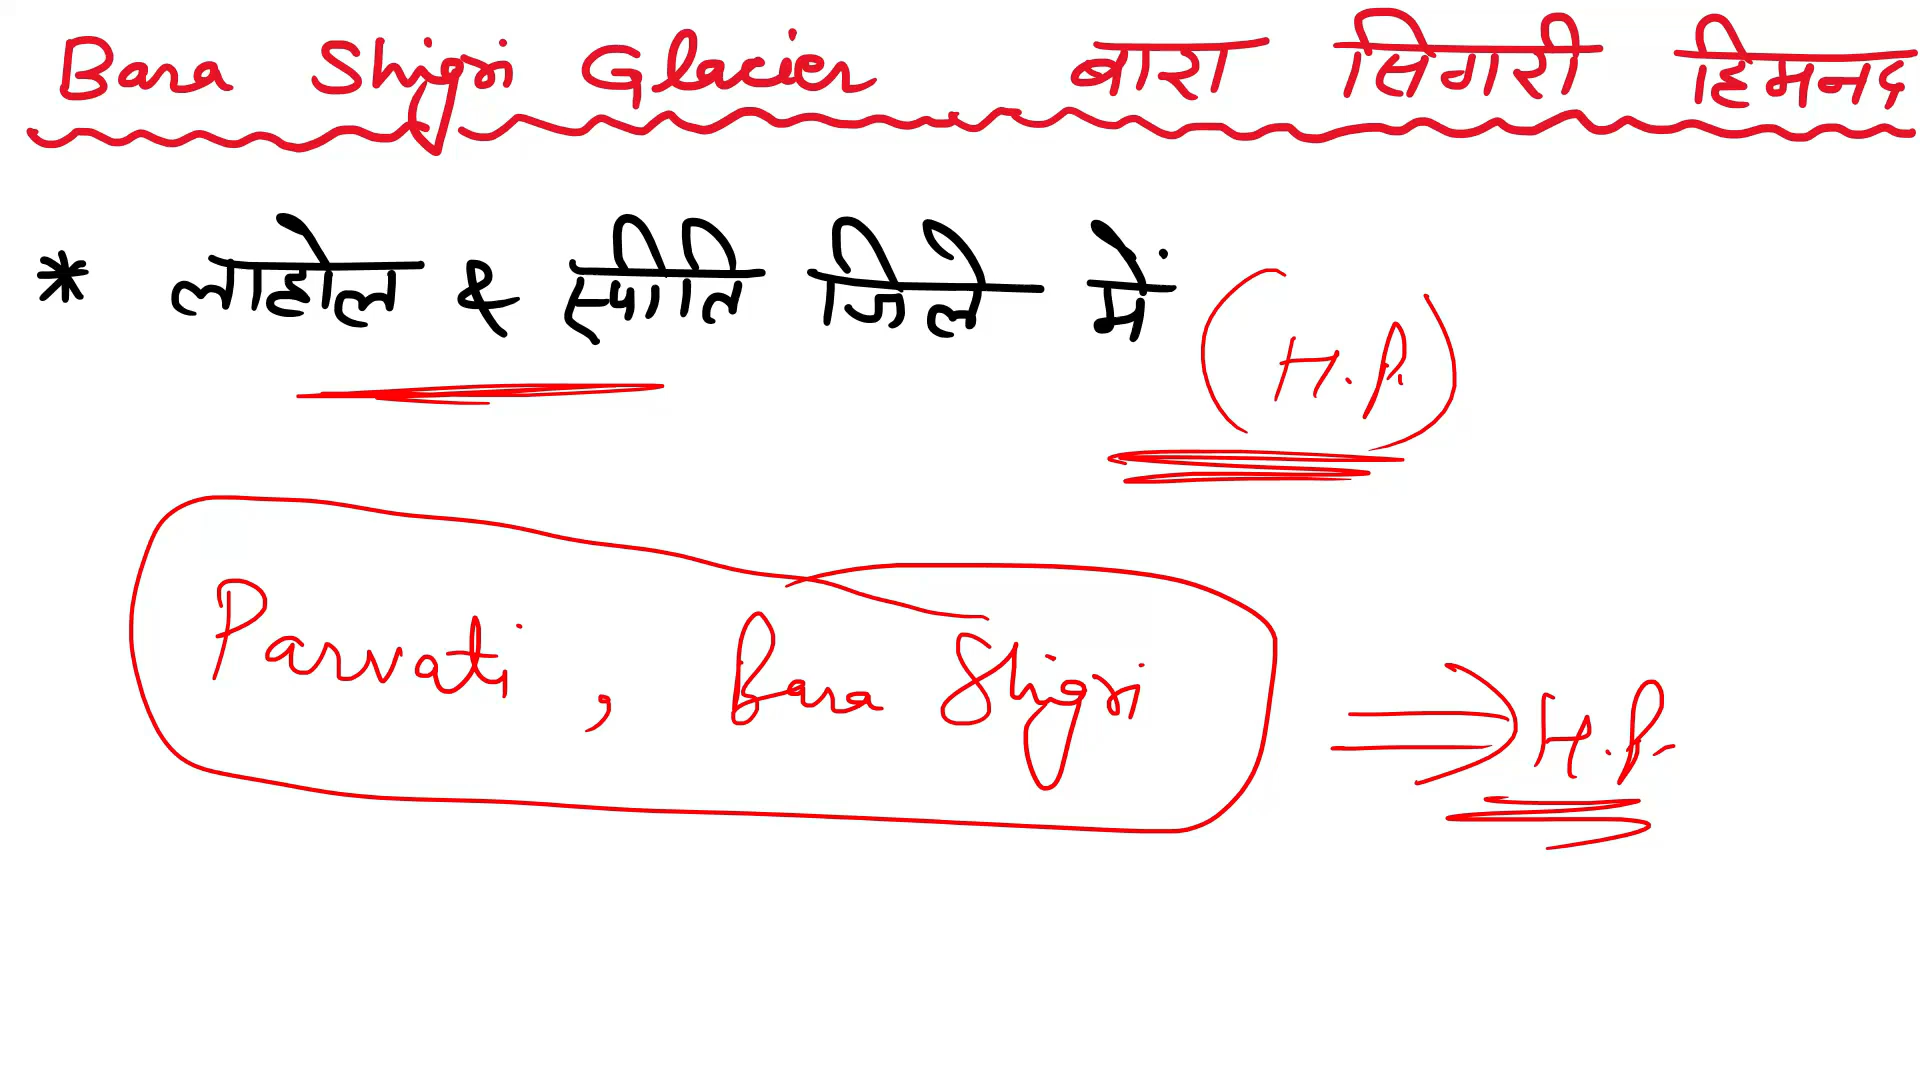 Bara Shigri Glacier बारा सिगरी हिमनद
* लाहोल & स्पीति जिले में (H.P.)
Parvati, Bara Shigri ⇒ H.P.